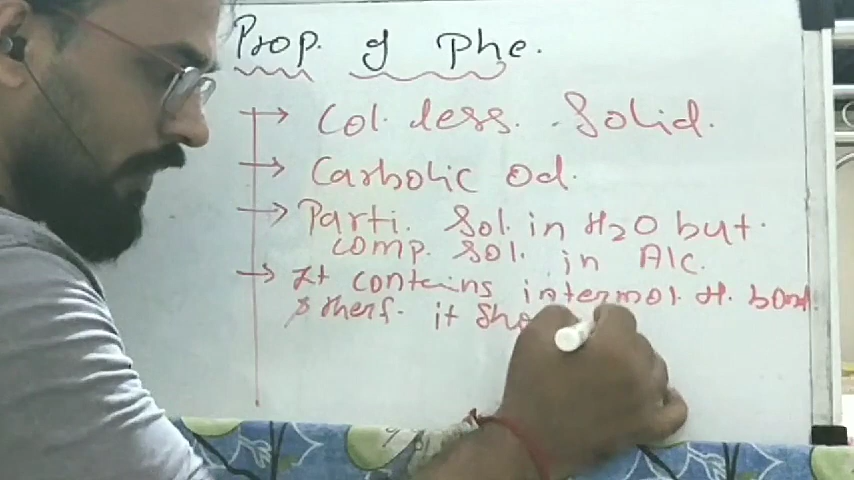 Prop. of Phe.
Col. less. Solid.
Carbolic Od.
Parti. Sol. in H2O but.
comp. sol. in Alc.
It contains intermol. H. bond
therf. it Sho